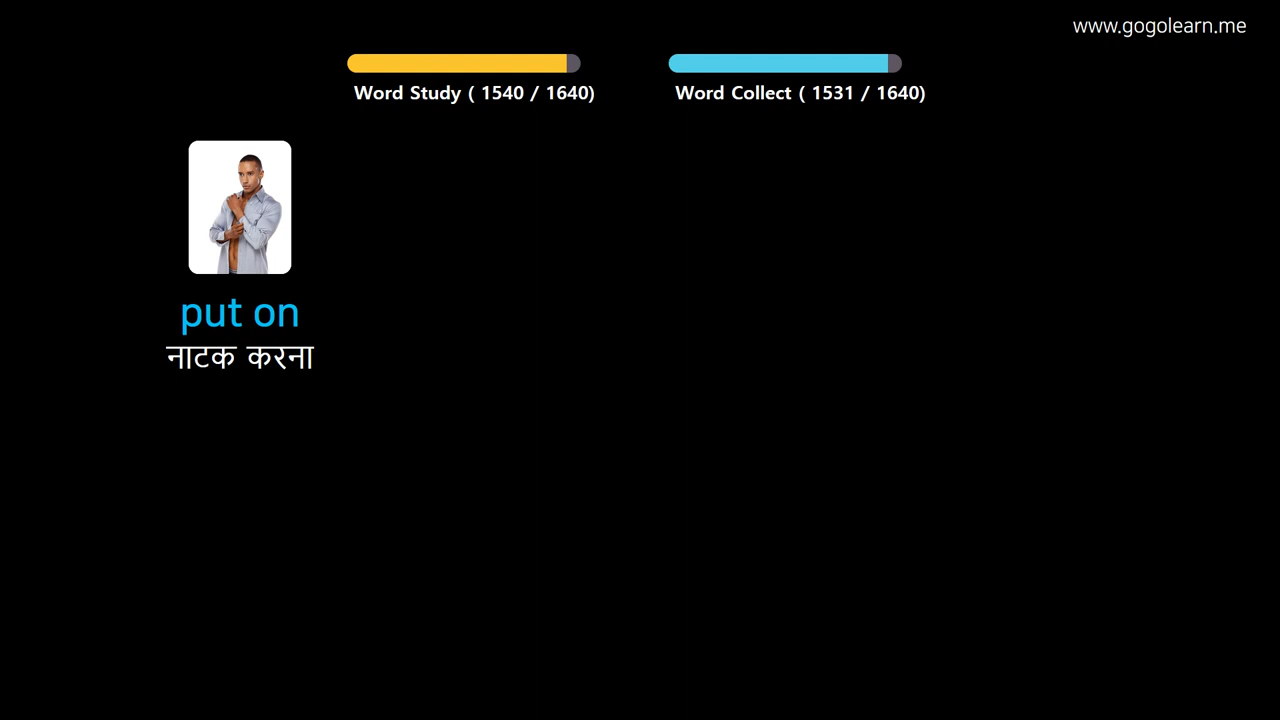 www.gogolearn.me
Word Study ( 1540 / 1640)
Word Collect ( 1531 / 1640)
put on
नाटक करना